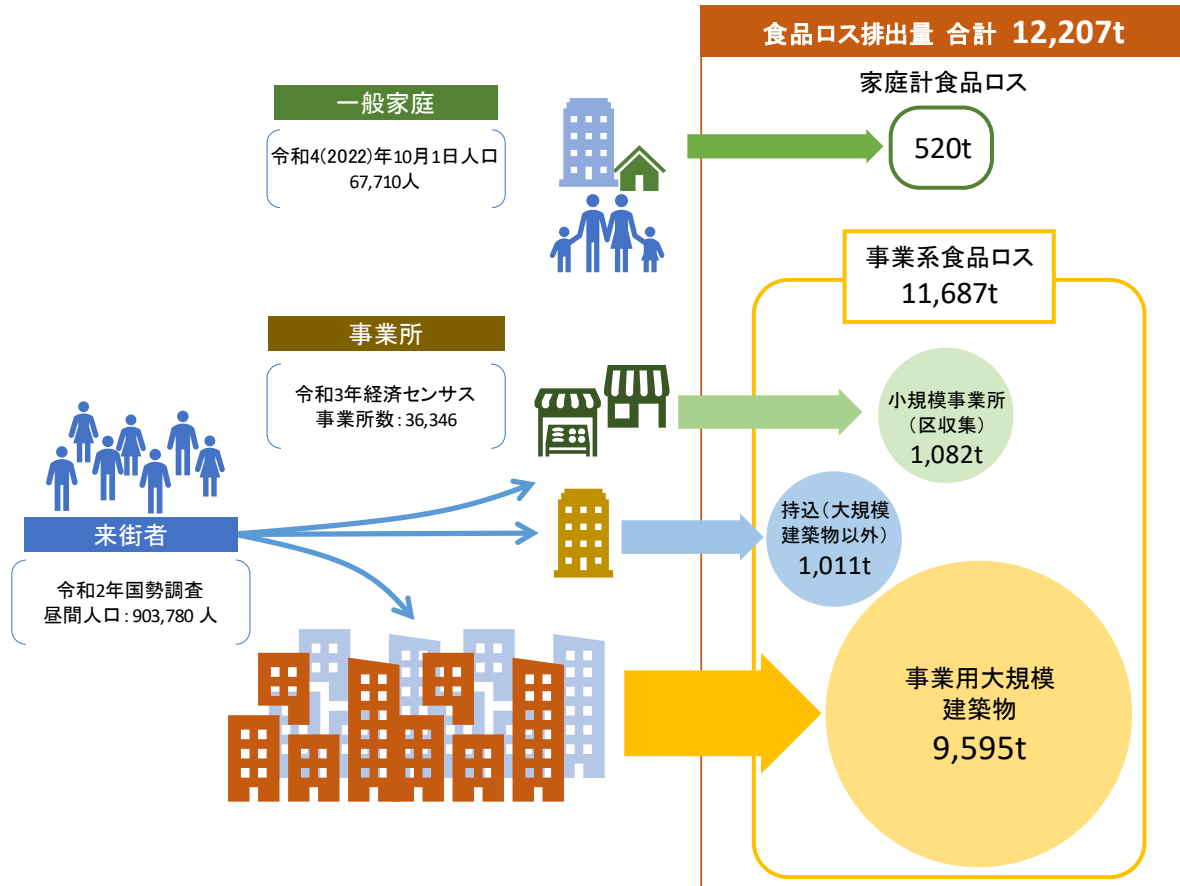 食品ロス排出量 合計 12,207t
一般家庭
令和4(2022)年10月1日人口
67,710人
家庭計食品ロス
520t
事業系食品ロス
11,687t
事業所
令和3年経済センサス
事業所数：36,346
小規模事業所
（区収集）
1,082t
来街者
令和2年国勢調査
昼間人口：903,780 人
持込（大規模
建築物以外）
1,011t
事業用大規模
建築物
9,595t